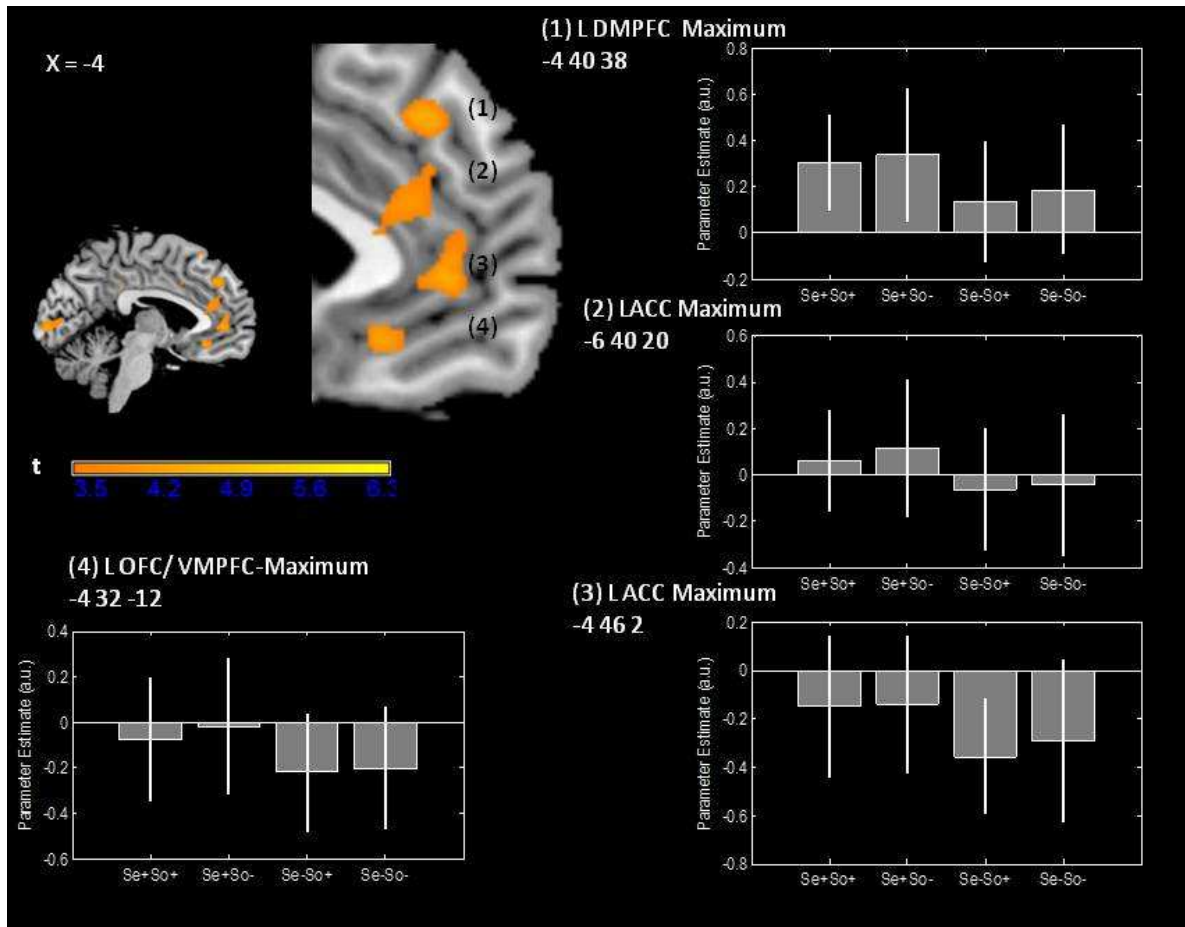 X = -4
(1)
(2)
(3)
(4)
t
3.5 4.2 4.9 5.6 6.3
(1) L DMPFC Maximum
-4 40 38
Parameter Estimate (a.u.)
0.8
0.6
0.4
0.2
0
-0.2
Se+So+ Se+So- Se-So+ Se-So-
(2) LACC Maximum
-6 40 20
Parameter Estimate (a.u.)
0.6
0.4
0.2
0
-0.2
-0.4
Se+So+ Se+So- Se-So+ Se-So-
(3) L ACC Maximum
-4 46 2
Parameter Estimate (a.u.)
0.2
0
-0.2
-0.4
-0.6
-0.8
Se+So+ Se+So- Se-So+ Se-So-
(4) L OFC/ VMPFC-Maximum
-4 32 -12
Parameter Estimate (a.u.)
0.4
0.2
0
-0.2
-0.4
-0.6
Se+So+ Se+So- Se-So+ Se-So-